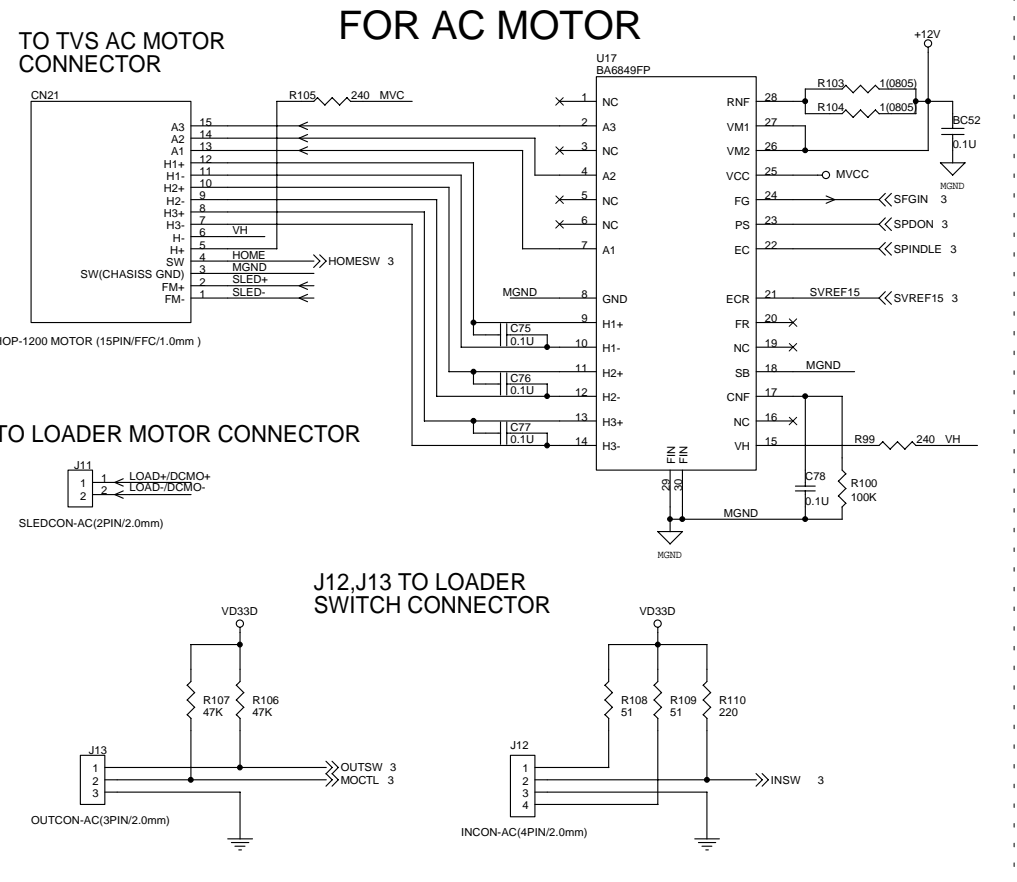 FOR AC MOTOR
TO TVS AC MOTOR
CONNECTOR
CN21
A3 15
A2 14
A1 13
H1+ 12
H1- 11
H2+ 10
H2- 9
H3+ 8
H3- 7
H- 6 VH
H+ 5
SW 4 HOME HOMESW 3
SW(CHASISS GND) 3 MGND
FM+ 2 SLED+
FM- 1 SLED-
HOP-1200 MOTOR (15PIN/FFC/1.0mm )
R105 240 MVC
U17
BA6849FP
1 NC
2 A3
3 NC
4 A2
5 NC
6 NC
7 A1
MGND 8 GND
9 H1+
10 H1-
11 H2+
12 H2-
13 H3+
14 H3-
C75
0.1U
C76
0.1U
C77
0.1U
RNF 28
VM1 27
VM2 26
VCC 25 MVCC
FG 24 SFGIN 3
PS 23 SPDON 3
EC 22 SPINDLE 3
ECR 21 SVREF15 SVREF15 3
FR 20
NC 19
SB 18 MGND
CNF 17
NC 16
VH 15 R99 240 VH
FIN FIN
29 30
+12V
R103 1(0805)
R104 1(0805)
BC52
0.1U
MGND
C78
0.1U
R100
100K
MGND
MGND
TO LOADER MOTOR CONNECTOR
J11
1 1 LOAD+/DCMO+
2 2 LOAD-/DCMO-
SLEDCON-AC(2PIN/2.0mm)
J12,J13 TO LOADER
SWITCH CONNECTOR
VD33D
R107
47K
R106
47K
J13
1 OUTSW 3
2 MOCTL 3
3
OUTCON-AC(3PIN/2.0mm)
VD33D
R108
51
R109
51
R110
220
J12
1
2 INSW 3
3
4
INCON-AC(4PIN/2.0mm)